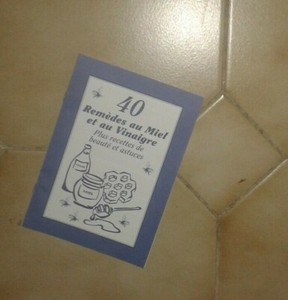 40
Remèdes au Miel
et au Vinaigre
Plus recettes de
beauté et astuces